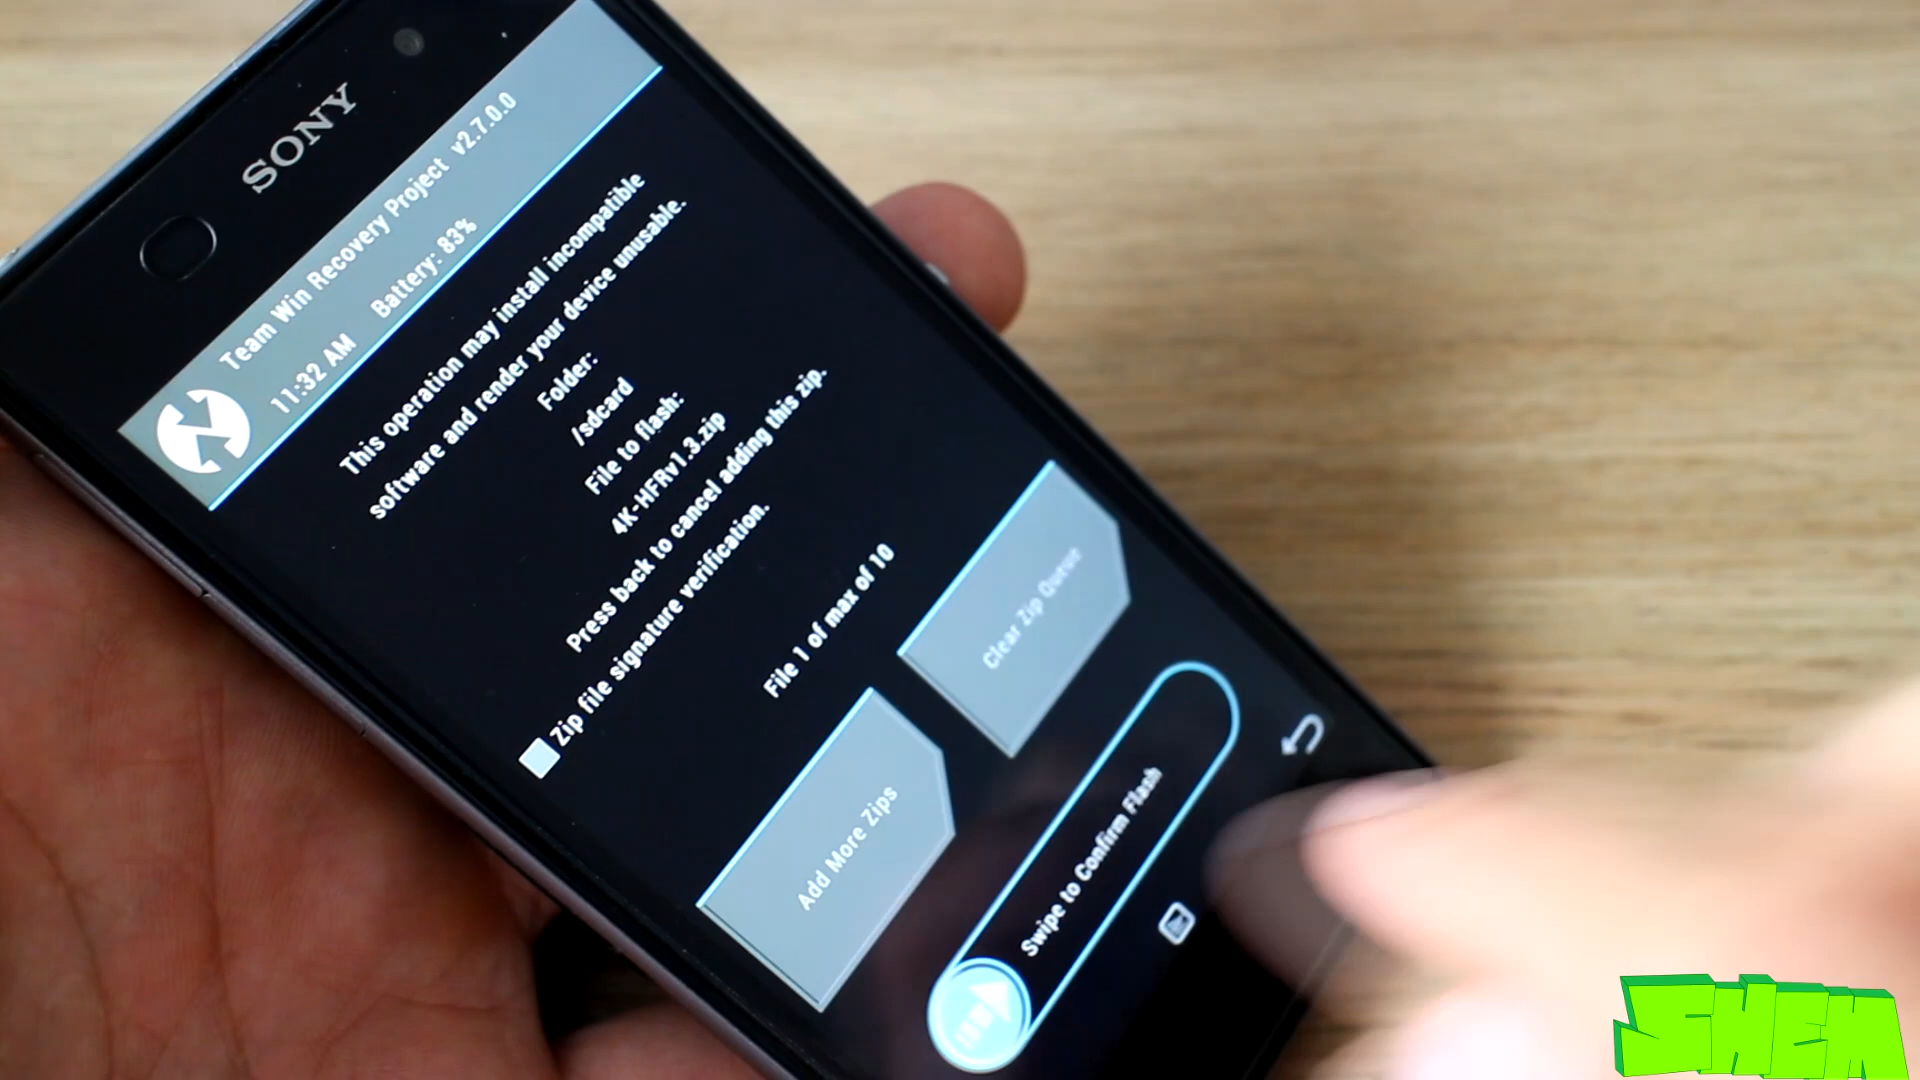 SONY
Team Win Recovery Project v2.7.0.0
11:32 AM Battery: 83%
This operation may install incompatible
software and render your device unusable.
Folder:
/sdcard
File to flash:
4K-HFRv1.3.zip
Press back to cancel adding this zip.
Zip file signature verification.
File 1 of max of 10
Add More Zips
Clear Zip Queue
Swipe to Confirm Flash
SHEM